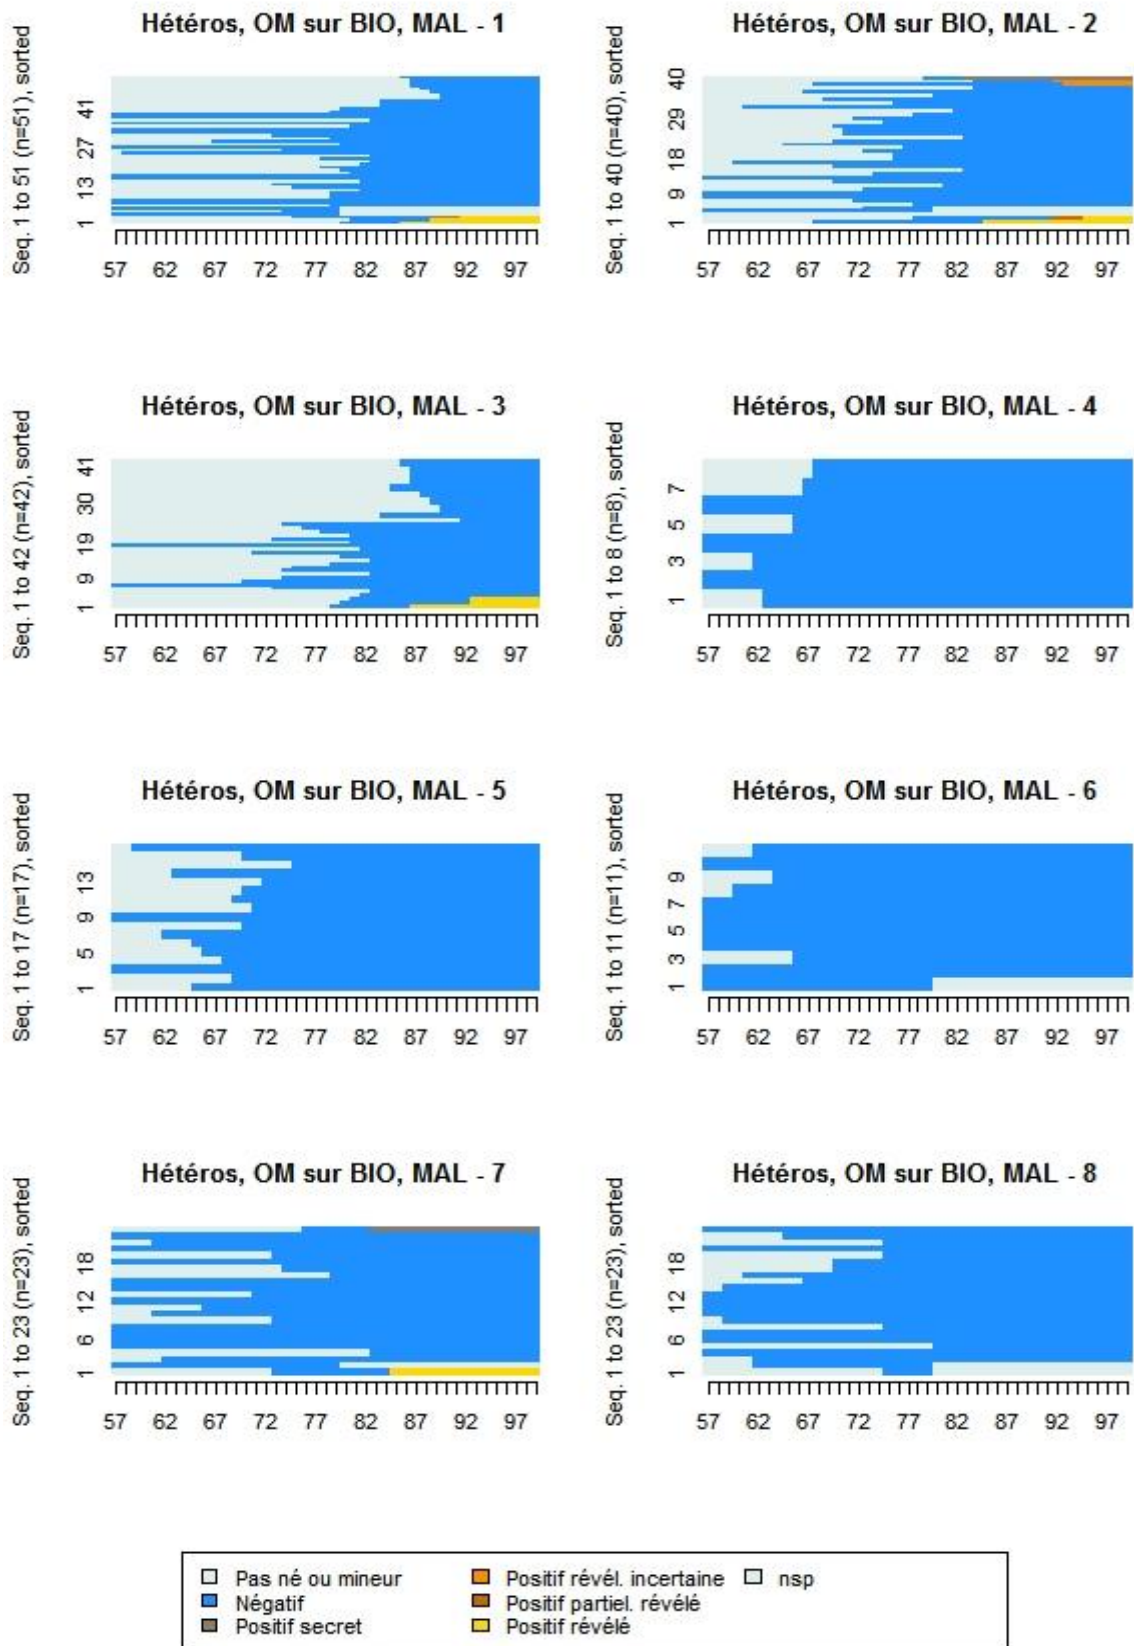 Hétéros, OM sur BIO, MAL - 1
Seq. 1 to 51 (n=51), sorted
1 13 27 41
57 62 67 72 77 82 87 92 97
Hétéros, OM sur BIO, MAL - 2
Seq. 1 to 40 (n=40), sorted
1 9 18 29 40
57 62 67 72 77 82 87 92 97
Hétéros, OM sur BIO, MAL - 3
Seq. 1 to 42 (n=42), sorted
1 9 19 30 41
57 62 67 72 77 82 87 92 97
Hétéros, OM sur BIO, MAL - 4
Seq. 1 to 8 (n=8), sorted
1 3 5 7
57 62 67 72 77 82 87 92 97
Hétéros, OM sur BIO, MAL - 5
Seq. 1 to 17 (n=17), sorted
1 5 9 13
57 62 67 72 77 82 87 92 97
Hétéros, OM sur BIO, MAL - 6
Seq. 1 to 11 (n=11), sorted
1 3 5 7 9
57 62 67 72 77 82 87 92 97
Hétéros, OM sur BIO, MAL - 7
Seq. 1 to 23 (n=23), sorted
1 6 12 18
57 62 67 72 77 82 87 92 97
Hétéros, OM sur BIO, MAL - 8
Seq. 1 to 23 (n=23), sorted
1 6 12 18
57 62 67 72 77 82 87 92 97
Pas né ou mineur
Négatif
Positif secret
Positif révél. incertaine
Positif partiel. révélé
Positif révélé
nsp